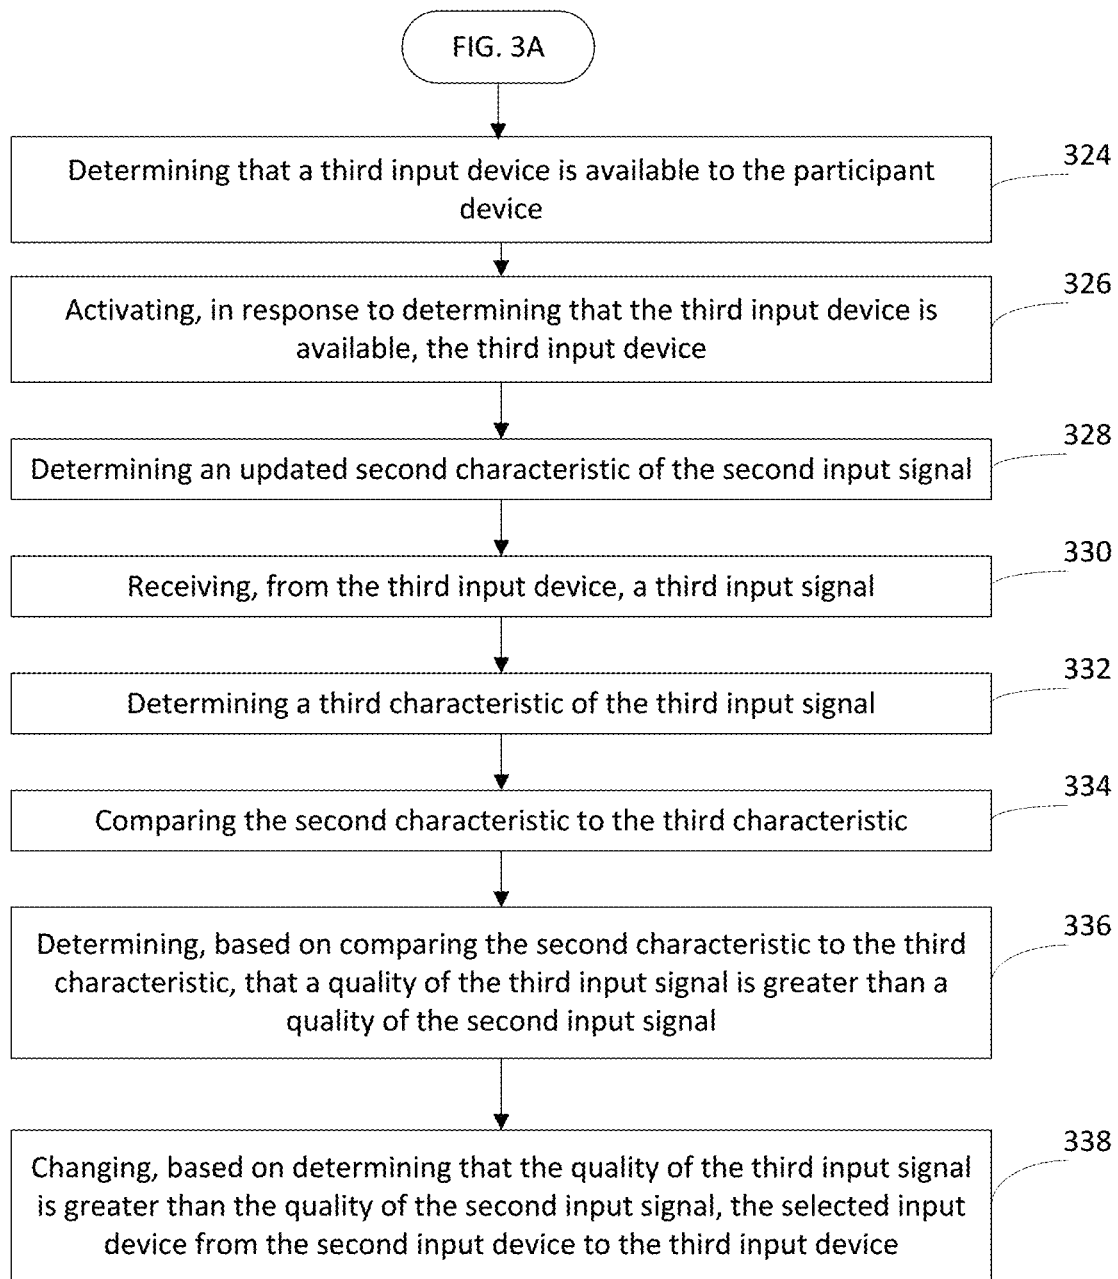 FIG. 3A
Determining that a third input device is available to the participant
device
324
Activating, in response to determining that the third input device is
available, the third input device
326
Determining an updated second characteristic of the second input signal
328
Receiving, from the third input device, a third input signal
330
Determining a third characteristic of the third input signal
332
Comparing the second characteristic to the third characteristic
334
Determining, based on comparing the second characteristic to the third
characteristic, that a quality of the third input signal is greater than a
quality of the second input signal
336
Changing, based on determining that the quality of the third input signal
is greater than the quality of the second input signal, the selected input
device from the second input device to the third input device
338